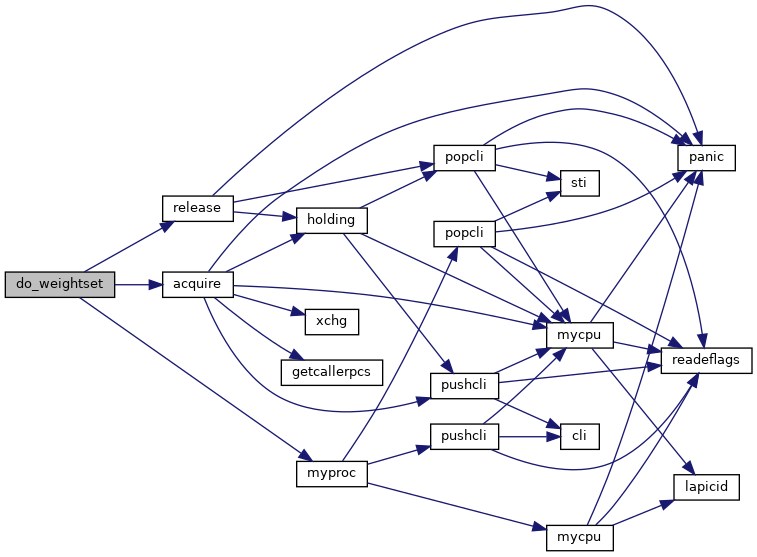 do_weightset
release
acquire
holding
xchg
getcallerpcs
myproc
popcli
popcli
pushcli
pushcli
sti
mycpu
cli
mycpu
panic
readeflags
lapicid